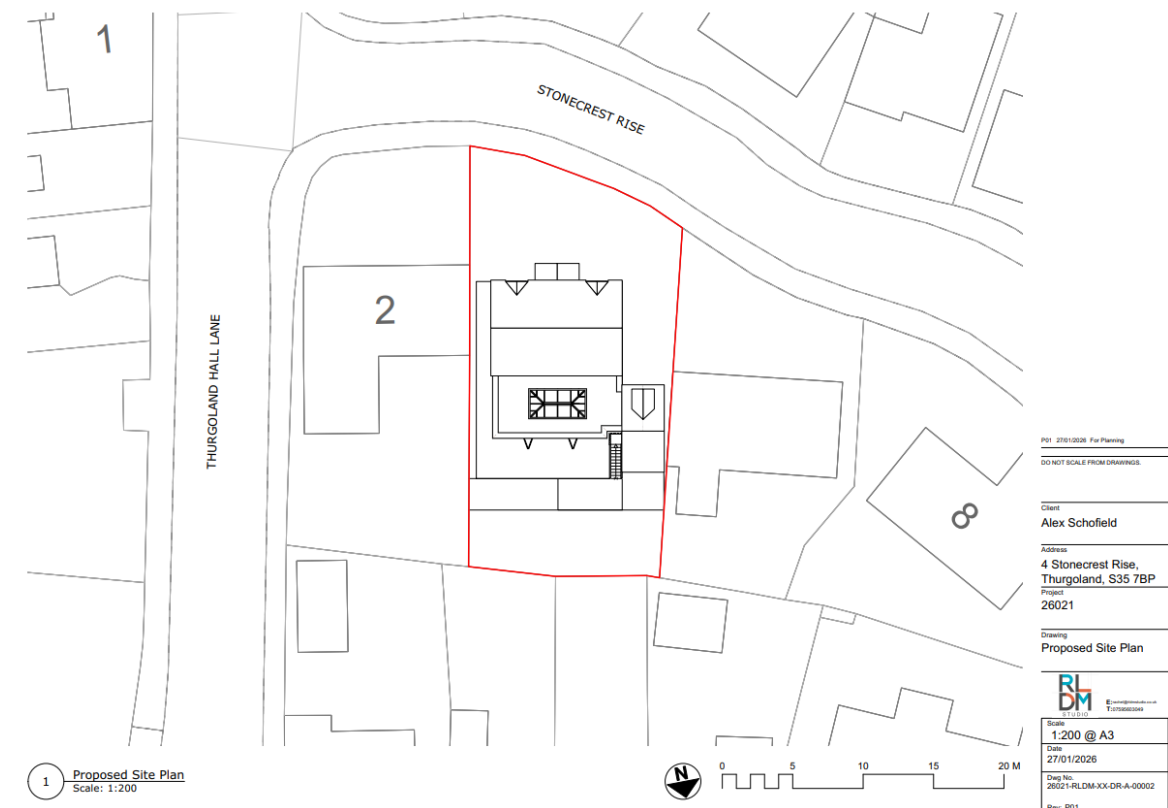 1
STONECREST RISE
2
THURGOLAND HALL LANE
8
P01 27/01/2026 For Planning
DO NOT SCALE FROM DRAWINGS.
Client
Alex Schofield
Address
4 Stonecrest Rise,
Thurgoland, S35 7BP
Project
26021
Drawing
Proposed Site Plan
RL
DM
STUDIO
Scale
1:200 @ A3
Date
27/01/2026
Dwg No.
26021-RLDM-XX-DR-A-00002
Rev: P01
1
Proposed Site Plan
Scale: 1:200
N
0 5 10 15 20 M